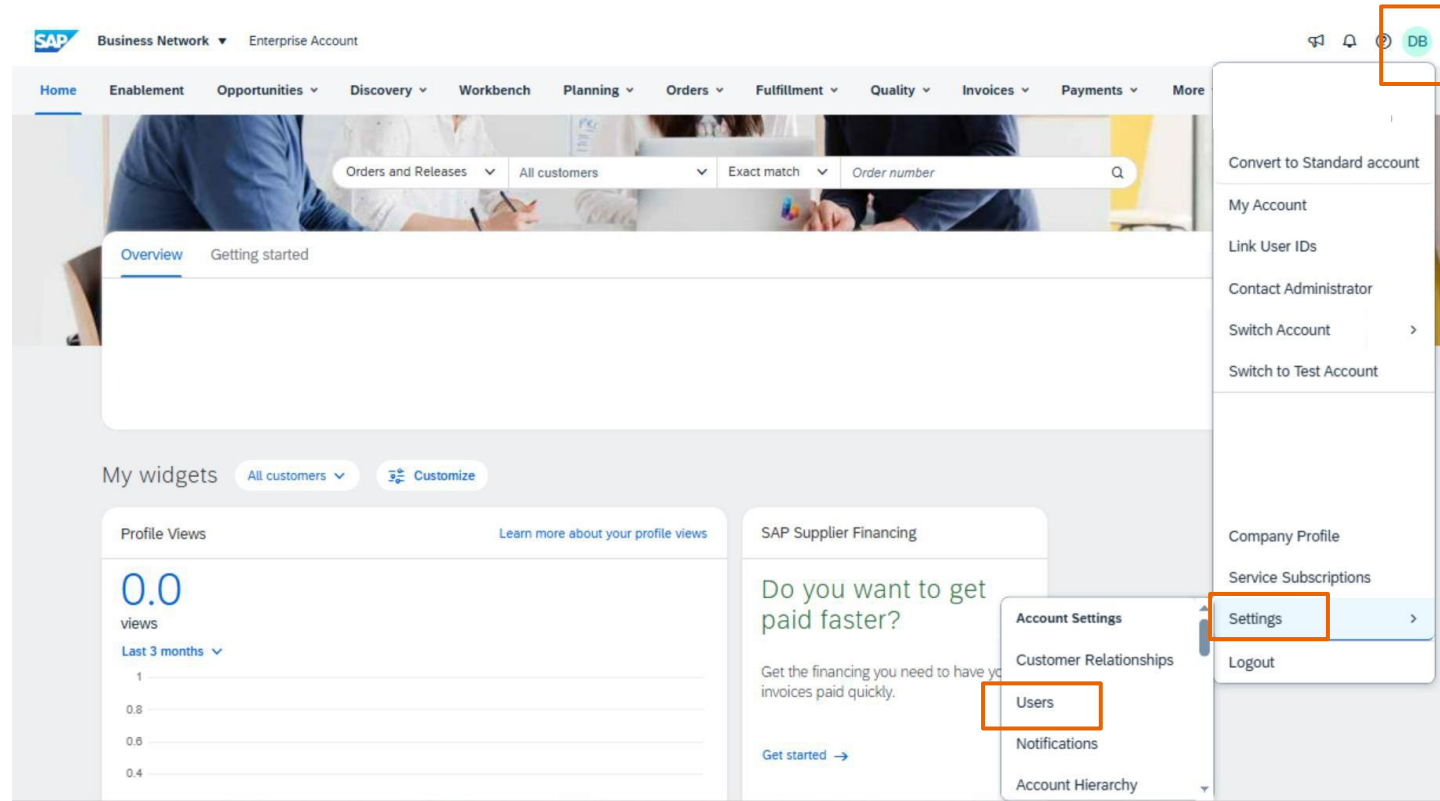 SAP Business Network ▼ Enterprise Account DB
Home Enablement Opportunities Discovery Workbench Planning Orders Fulfillment Quality Invoices Payments More
Orders and Releases All customers Exact match Order number
Convert to Standard account
My Account
Link User IDs
Contact Administrator
Switch Account >
Switch to Test Account
Company Profile
Service Subscriptions
Settings >
Logout
Overview Getting started
My widgets All customers Customize
Profile Views Learn more about your profile views
0.0
views
Last 3 months
1
0.8
0.6
0.4
SAP Supplier Financing
Do you want to get
paid faster?
Get the financing you need to have
invoices paid quickly.
Get started →
Account Settings
Customer Relationships
Users
Notifications
Account Hierarchy